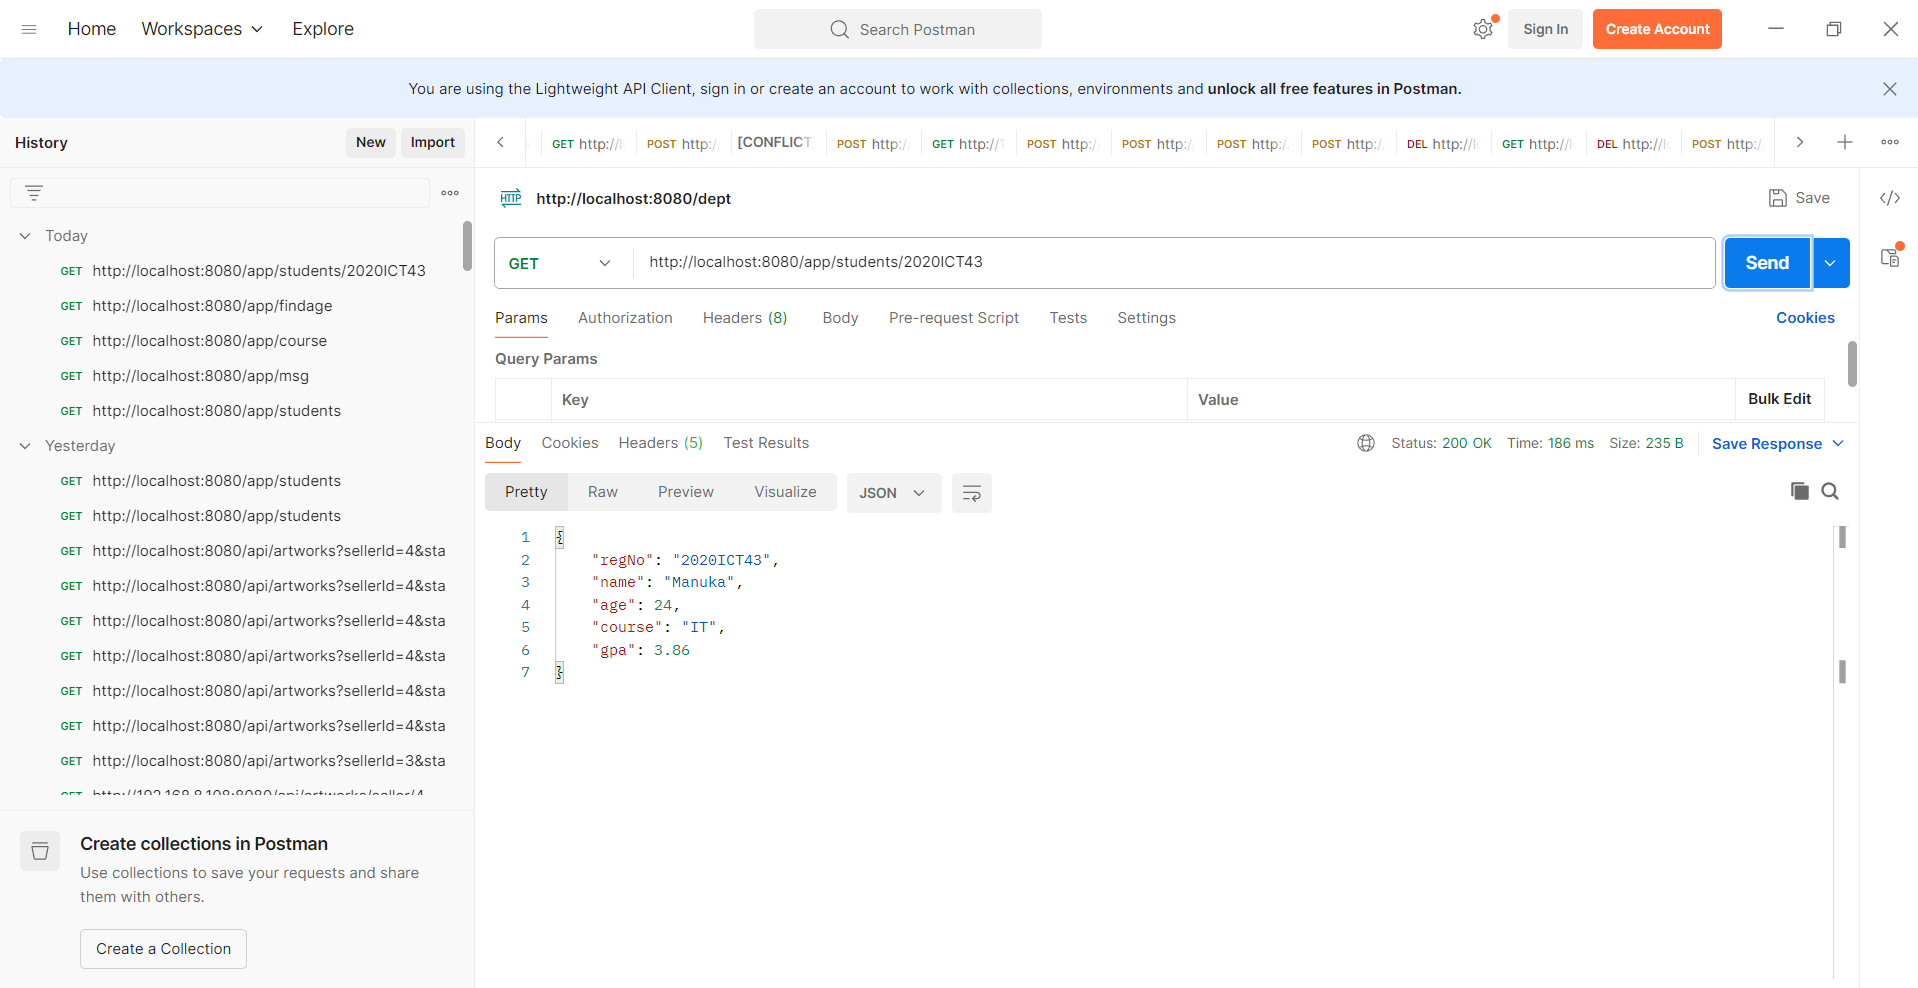 Home Workspaces Explore Search Postman Sign In Create Account
You are using the Lightweight API Client, sign in or create an account to work with collections, environments and unlock all free features in Postman.
History New Import
GET http://l POST http:/ [CONFLICT] POST http:/ GET http://1 POST http:/ POST http:/ POST http:/ POST http:/ DEL http://l GET http://l DEL http://l POST http:/
Today
GET http://localhost:8080/app/students/2020ICT43
GET http://localhost:8080/app/findage
GET http://localhost:8080/app/course
GET http://localhost:8080/app/msg
GET http://localhost:8080/app/students
Yesterday
GET http://localhost:8080/app/students
GET http://localhost:8080/app/students
GET http://localhost:8080/api/artworks?sellerId=4&sta
GET http://localhost:8080/api/artworks?sellerId=4&sta
GET http://localhost:8080/api/artworks?sellerId=4&sta
GET http://localhost:8080/api/artworks?sellerId=4&sta
GET http://localhost:8080/api/artworks?sellerId=4&sta
GET http://localhost:8080/api/artworks?sellerId=4&sta
GET http://localhost:8080/api/artworks?sellerId=3&sta
GET http://192.168.8.108:8080/api/artworks/seller/4
Create collections in Postman
Use collections to save your requests and share
them with others.
Create a Collection
HTTP http://localhost:8080/dept Save
GET http://localhost:8080/app/students/2020ICT43 Send
Params Authorization Headers (8) Body Pre-request Script Tests Settings Cookies
Query Params
Key Value Bulk Edit
Body Cookies Headers (5) Test Results Status: 200 OK Time: 186 ms Size: 235 B Save Response
Pretty Raw Preview Visualize JSON
1 {
2 "regNo": "2020ICT43",
3 "name": "Manuka",
4 "age": 24,
5 "course": "IT",
6 "gpa": 3.86
7 }